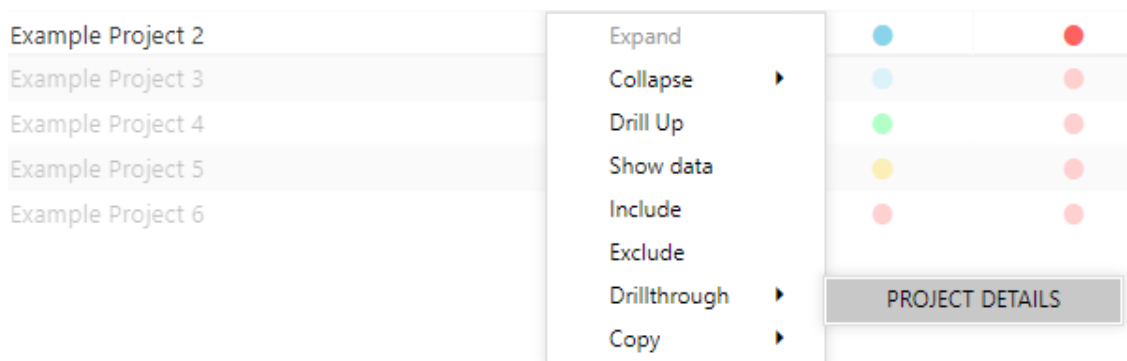 Example Project 2
Expand
Example Project 3
Collapse
Example Project 4
Drill Up
Example Project 5
Show data
Example Project 6
Include
Exclude
Drillthrough
PROJECT DETAILS
Copy